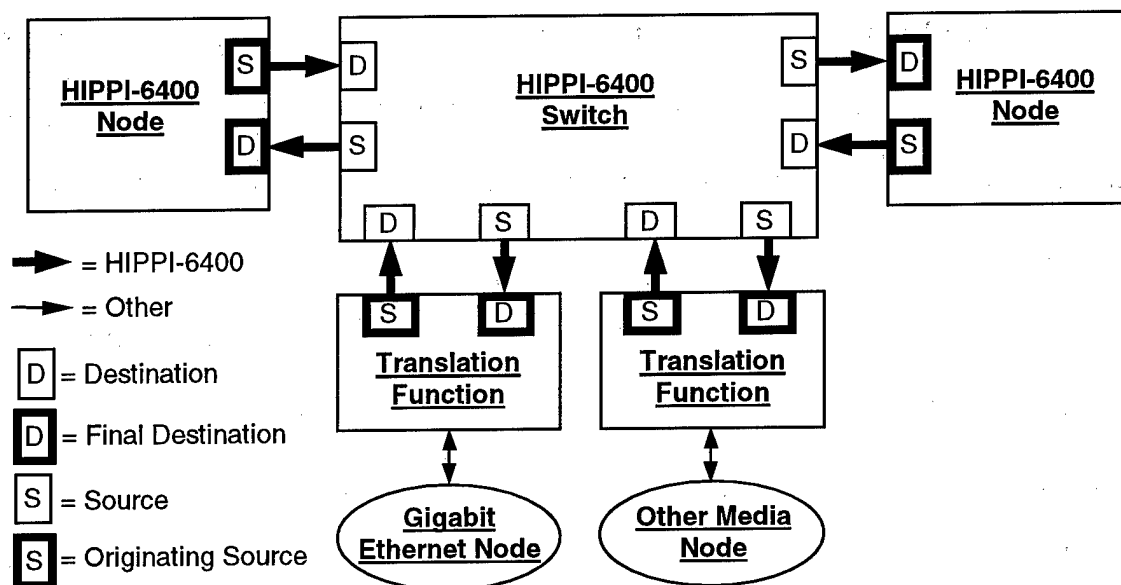 HIPPI-6400
Node
S
D
D
S
HIPPI-6400
Switch
S
D
D
S
D
S
HIPPI-6400
Node
D
S
D
S
S
D
Translation
Function
S
D
Translation
Function
Gigabit
Ethernet Node
Other Media
Node
= HIPPI-6400
= Other
D = Destination
D = Final Destination
S = Source
S = Originating Source